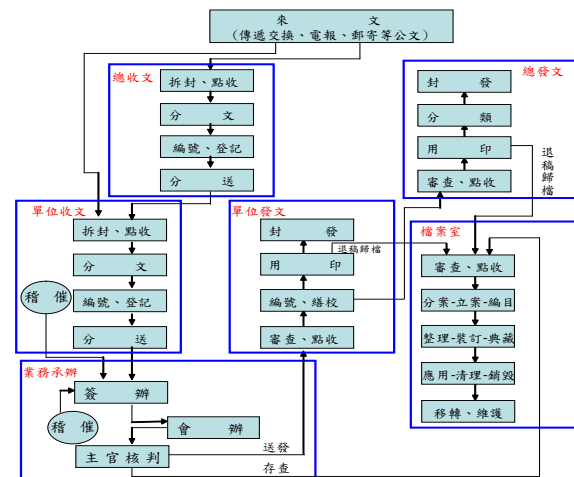 來 文
(傳遞交換、電報、郵寄等公文)
總收文
拆封、點收
分 文
編號、登記
分 送
總發文
封 發
分 類
用 印
審查、點收
退稿歸檔
單位收文
拆封、點收
分 文
編號、登記
分 送
稽 催
單位發文
封 發
用 印
編號、繕校
審查、點收
退稿歸檔
檔案室
審查、點收
分案-立案-編目
整理-裝訂-典藏
應用-清理-銷毀
移轉、維護
業務承辦
簽 辦
稽 催
會 辦
主官核判
送發
存查